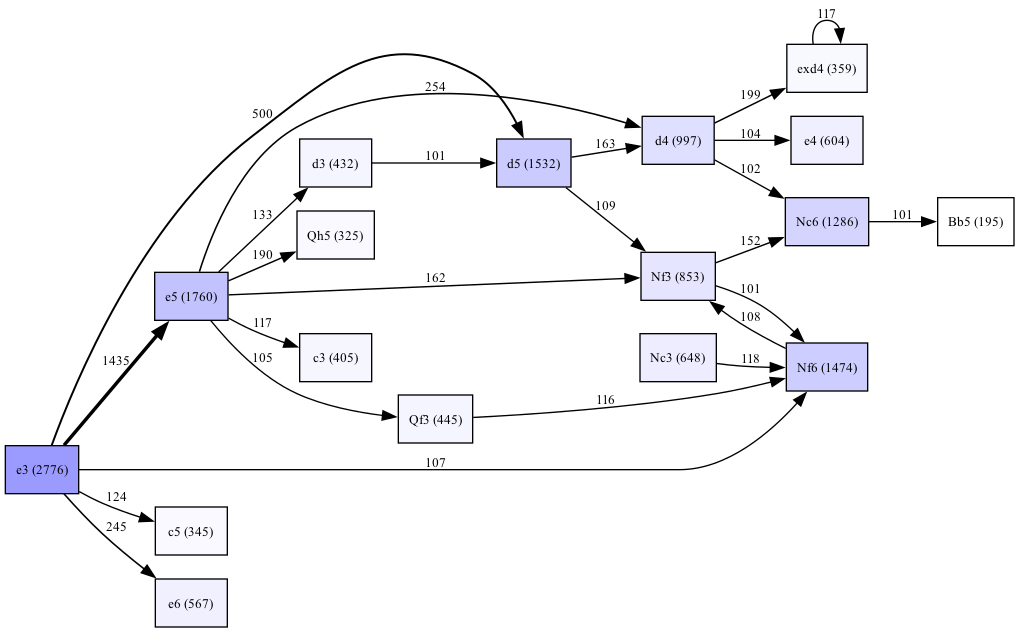 117
exd4 (359)
500
254
199
d4 (997)
104
e4 (604)
163
d3 (432)
101
d5 (1532)
102
133
109
Nc6 (1286)
101
Bb5 (195)
Qh5 (325)
190
152
e5 (1760)
162
Nf3 (853)
101
108
117
c3 (405)
105
Nc3 (648)
118
Nf6 (1474)
1435
116
Qf3 (445)
e3 (2776)
107
124
c5 (345)
245
e6 (567)